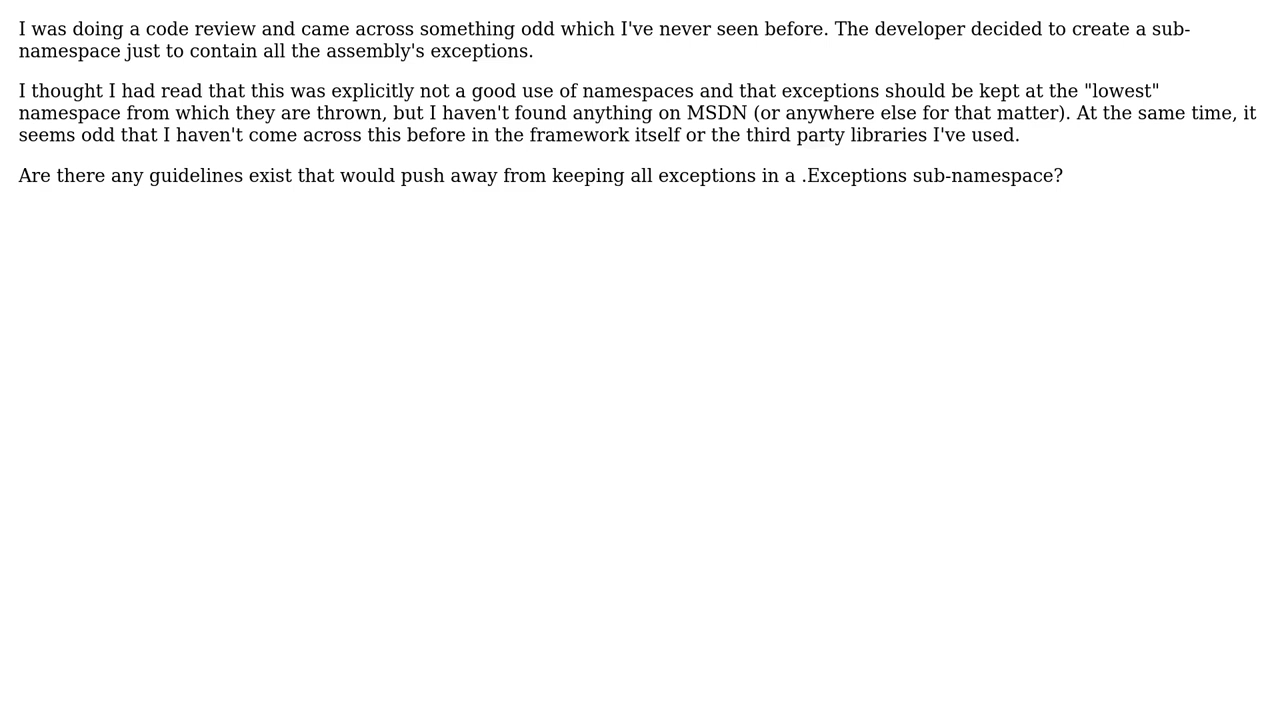 I was doing a code review and came across something odd which I've never seen before. The developer decided to create a sub-
namespace just to contain all the assembly's exceptions.
I thought I had read that this was explicitly not a good use of namespaces and that exceptions should be kept at the "lowest"
namespace from which they are thrown, but I haven't found anything on MSDN (or anywhere else for that matter). At the same time, it
seems odd that I haven't come across this before in the framework itself or the third party libraries I've used.
Are there any guidelines exist that would push away from keeping all exceptions in a .Exceptions sub-namespace?